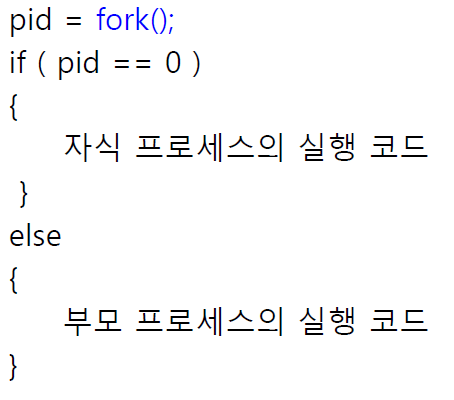 pid = fork();
if ( pid == 0 )
{
자식 프로세스의 실행 코드
}
else
{
부모 프로세스의 실행 코드
}